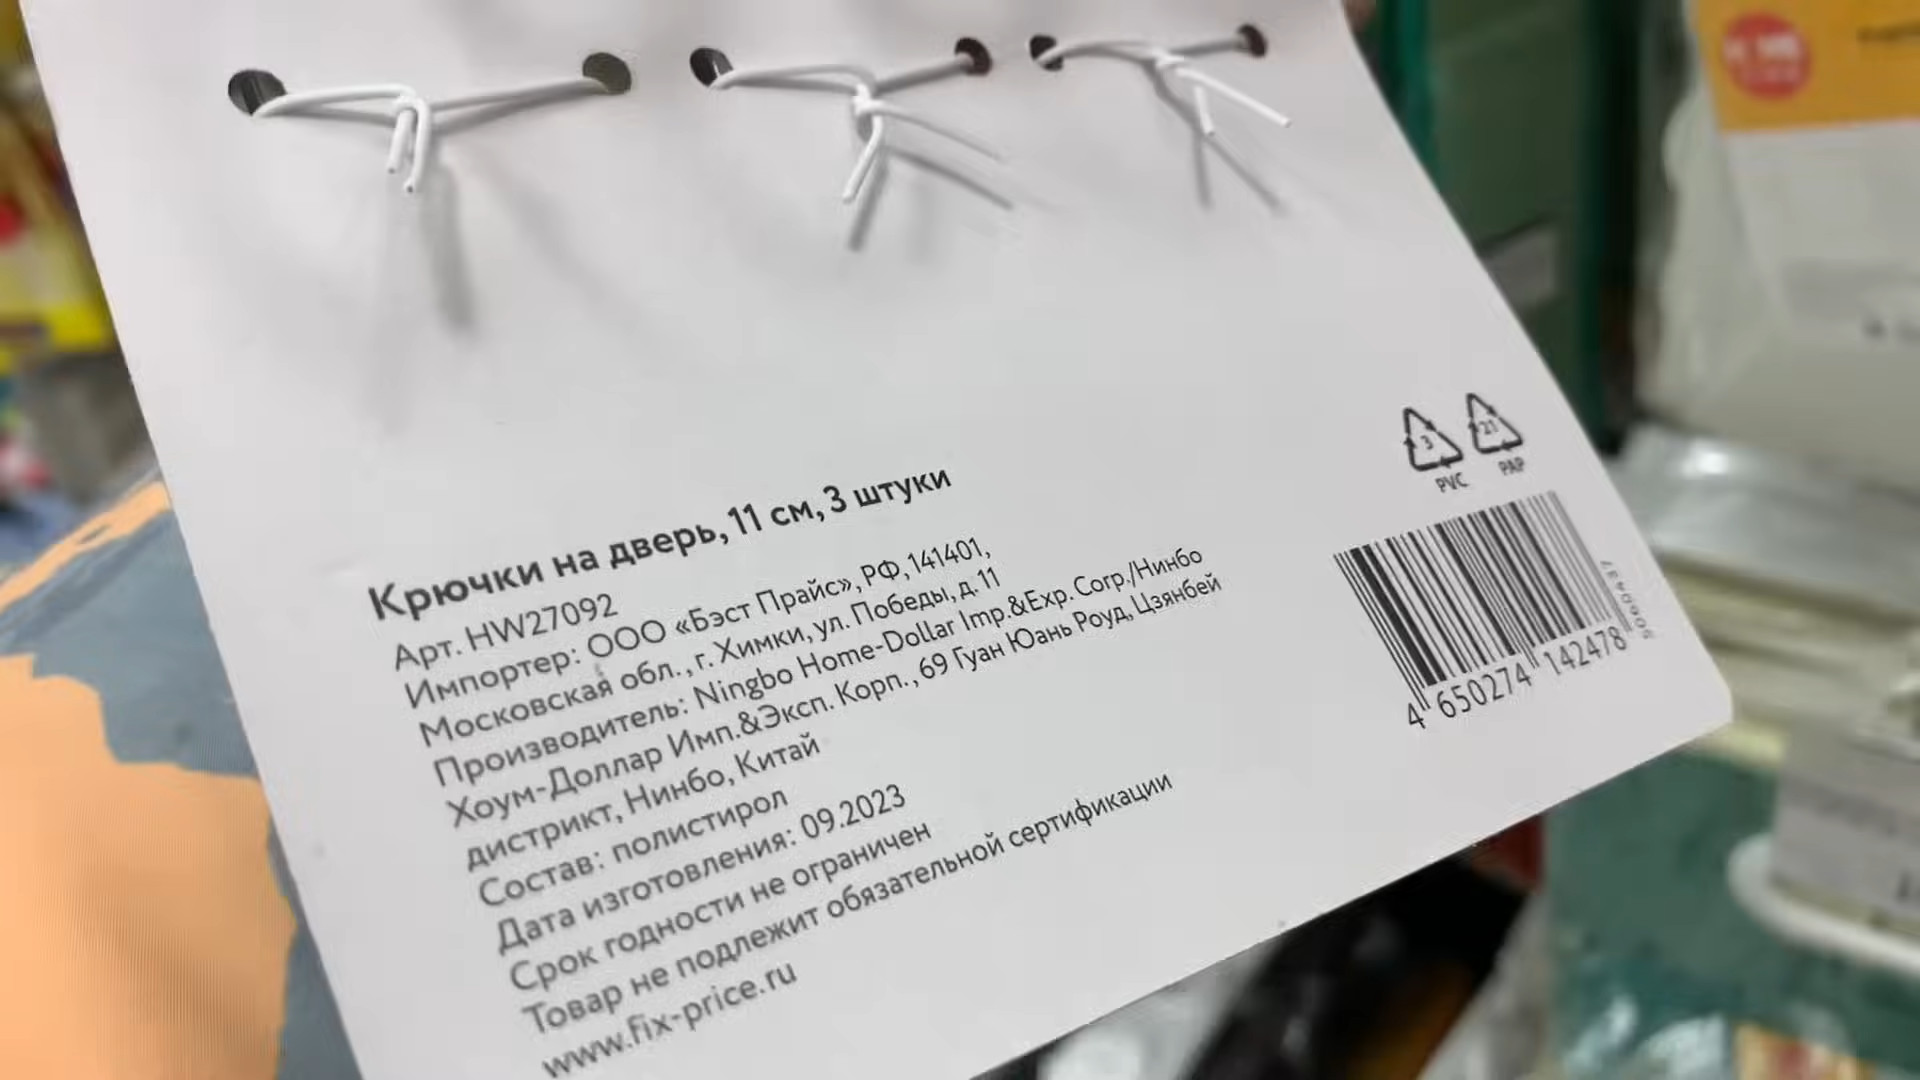 Крючки на дверь, 11 см, 3 штуки
Арт. HW27092
Импортер: ООО «Бэст Прайс», РФ, 141401,
Московская обл., г. Химки, ул. Победы, д. 11
Производитель: Ningbo Home-Dollar Imp.&Exp. Corp./Нинбо
Хоум-Доллар Имп.&Эксп. Корп., 69 Гуан Юань Роуд, Цзянбей
дистрикт, Нинбо, Китай
Состав: полистирол
Дата изготовления: 09.2023
Срок годности не ограничен
Товар не подлежит обязательной сертификации
www.fix-price.ru
3 21
PVC PAP
4 650274 142478